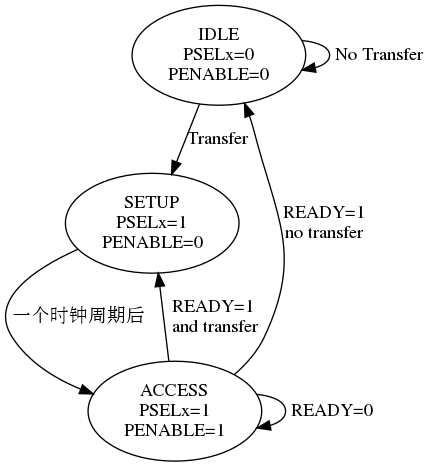 IDLE
PSELx=0
PENABLE=0
No Transfer
Transfer
SETUP
PSELx=1
PENABLE=0
READY=1
no transfer
一个时钟周期后
READY=1
and transfer
ACCESS
PSELx=1
PENABLE=1
READY=0